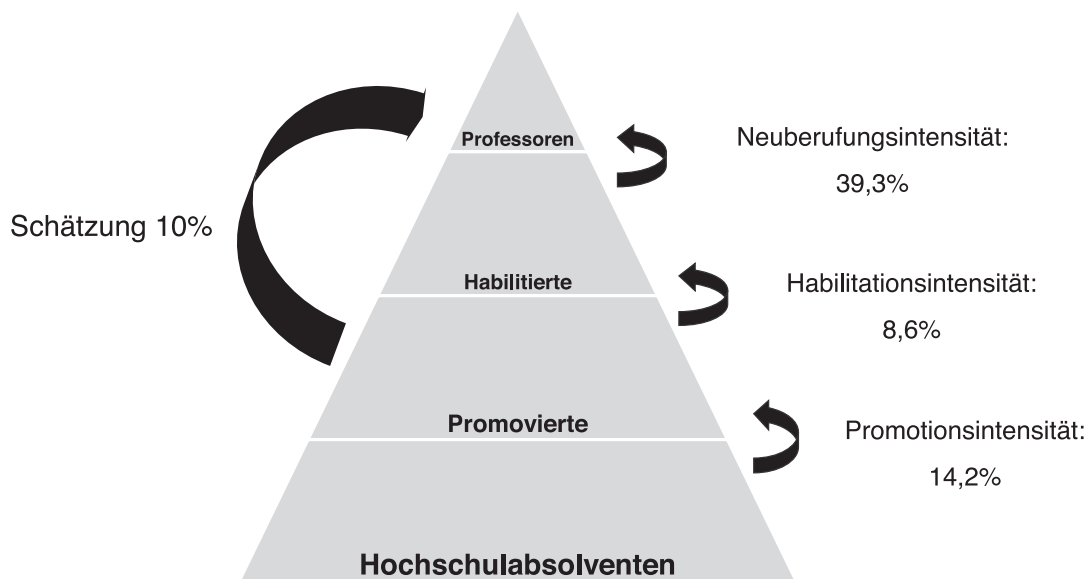 Professoren
Neuberufungsintensität:
39,3%
Schätzung 10%
Habilitierte
Habilitationsintensität:
8,6%
Promovierte
Promotionsintensität:
14,2%
Hochschulabsolventen